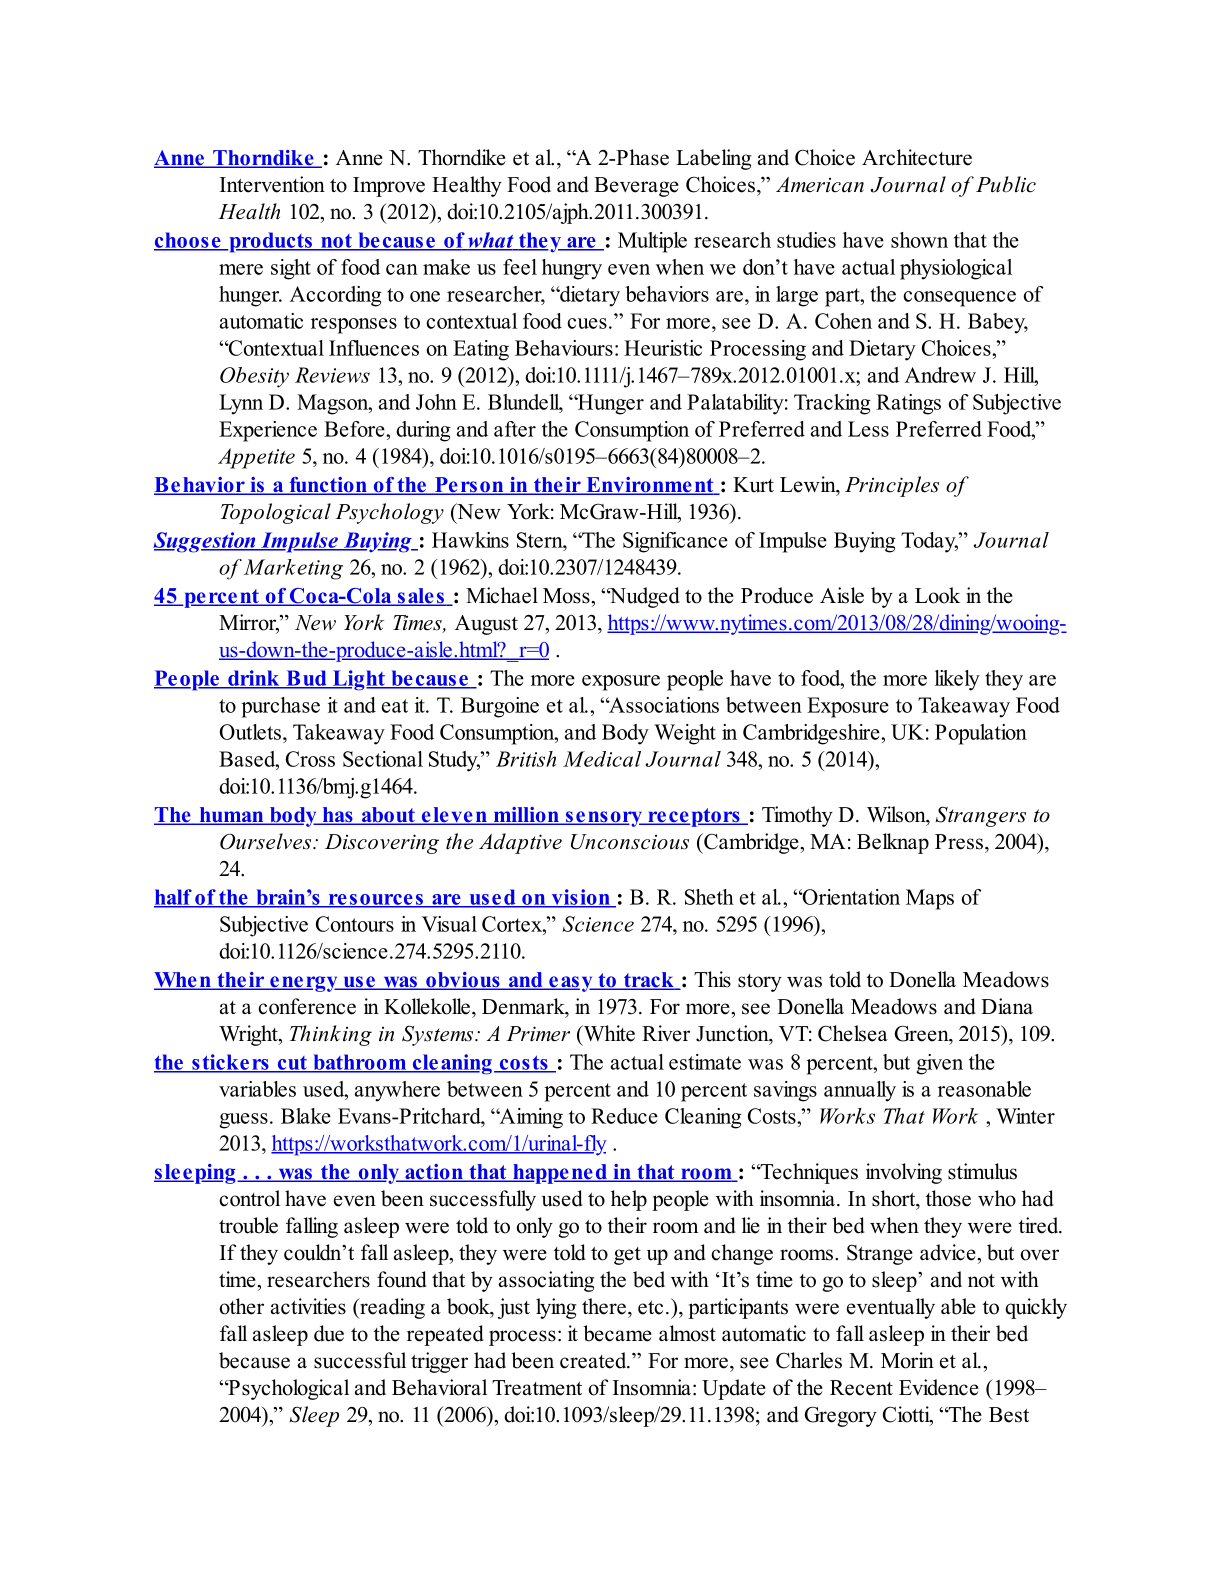 Anne Thorndike : Anne N. Thorndike et al., “A 2-Phase Labeling and Choice Architecture
Intervention to Improve Healthy Food and Beverage Choices,” American Journal of Public
Health 102, no. 3 (2012), doi:10.2105/ajph.2011.300391.
choose products not because of what they are : Multiple research studies have shown that the
mere sight of food can make us feel hungry even when we don’t have actual physiological
hunger. According to one researcher, “dietary behaviors are, in large part, the consequence of
automatic responses to contextual food cues.” For more, see D. A. Cohen and S. H. Babey,
“Contextual Influences on Eating Behaviours: Heuristic Processing and Dietary Choices,”
Obesity Reviews 13, no. 9 (2012), doi:10.1111/j.1467–789x.2012.01001.x; and Andrew J. Hill,
Lynn D. Magson, and John E. Blundell, “Hunger and Palatability: Tracking Ratings of Subjective
Experience Before, during and after the Consumption of Preferred and Less Preferred Food,”
Appetite 5, no. 4 (1984), doi:10.1016/s0195–6663(84)80008–2.
Behavior is a function of the Person in their Environment : Kurt Lewin, Principles of
Topological Psychology (New York: McGraw-Hill, 1936).
Suggestion Impulse Buying : Hawkins Stern, “The Significance of Impulse Buying Today,” Journal
of Marketing 26, no. 2 (1962), doi:10.2307/1248439.
45 percent of Coca-Cola sales : Michael Moss, “Nudged to the Produce Aisle by a Look in the
Mirror,” New York Times, August 27, 2013, https://www.nytimes.com/2013/08/28/dining/wooing-
us-down-the-produce-aisle.html?_r=0 .
People drink Bud Light because : The more exposure people have to food, the more likely they are
to purchase it and eat it. T. Burgoine et al., “Associations between Exposure to Takeaway Food
Outlets, Takeaway Food Consumption, and Body Weight in Cambridgeshire, UK: Population
Based, Cross Sectional Study,” British Medical Journal 348, no. 5 (2014),
doi:10.1136/bmj.g1464.
The human body has about eleven million sensory receptors : Timothy D. Wilson, Strangers to
Ourselves: Discovering the Adaptive Unconscious (Cambridge, MA: Belknap Press, 2004),
24.
half of the brain’s resources are used on vision : B. R. Sheth et al., “Orientation Maps of
Subjective Contours in Visual Cortex,” Science 274, no. 5295 (1996),
doi:10.1126/science.274.5295.2110.
When their energy use was obvious and easy to track : This story was told to Donella Meadows
at a conference in Kollekolle, Denmark, in 1973. For more, see Donella Meadows and Diana
Wright, Thinking in Systems: A Primer (White River Junction, VT: Chelsea Green, 2015), 109.
the stickers cut bathroom cleaning costs : The actual estimate was 8 percent, but given the
variables used, anywhere between 5 percent and 10 percent savings annually is a reasonable
guess. Blake Evans-Pritchard, “Aiming to Reduce Cleaning Costs,” Works That Work , Winter
2013, https://worksthatwork.com/1/urinal-fly .
sleeping . . . was the only action that happened in that room : “Techniques involving stimulus
control have even been successfully used to help people with insomnia. In short, those who had
trouble falling asleep were told to only go to their room and lie in their bed when they were tired.
If they couldn’t fall asleep, they were told to get up and change rooms. Strange advice, but over
time, researchers found that by associating the bed with ‘It’s time to go to sleep’ and not with
other activities (reading a book, just lying there, etc.), participants were eventually able to quickly
fall asleep due to the repeated process: it became almost automatic to fall asleep in their bed
because a successful trigger had been created.” For more, see Charles M. Morin et al.,
“Psychological and Behavioral Treatment of Insomnia: Update of the Recent Evidence (1998–
2004),” Sleep 29, no. 11 (2006), doi:10.1093/sleep/29.11.1398; and Gregory Ciotti, “The Best